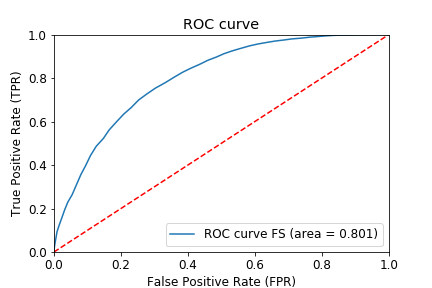 ROC curve
True Positive Rate (TPR)
1.0
0.8
0.6
0.4
0.2
0.0
ROC curve FS (area = 0.801)
0.0 0.2 0.4 0.6 0.8 1.0
False Positive Rate (FPR)